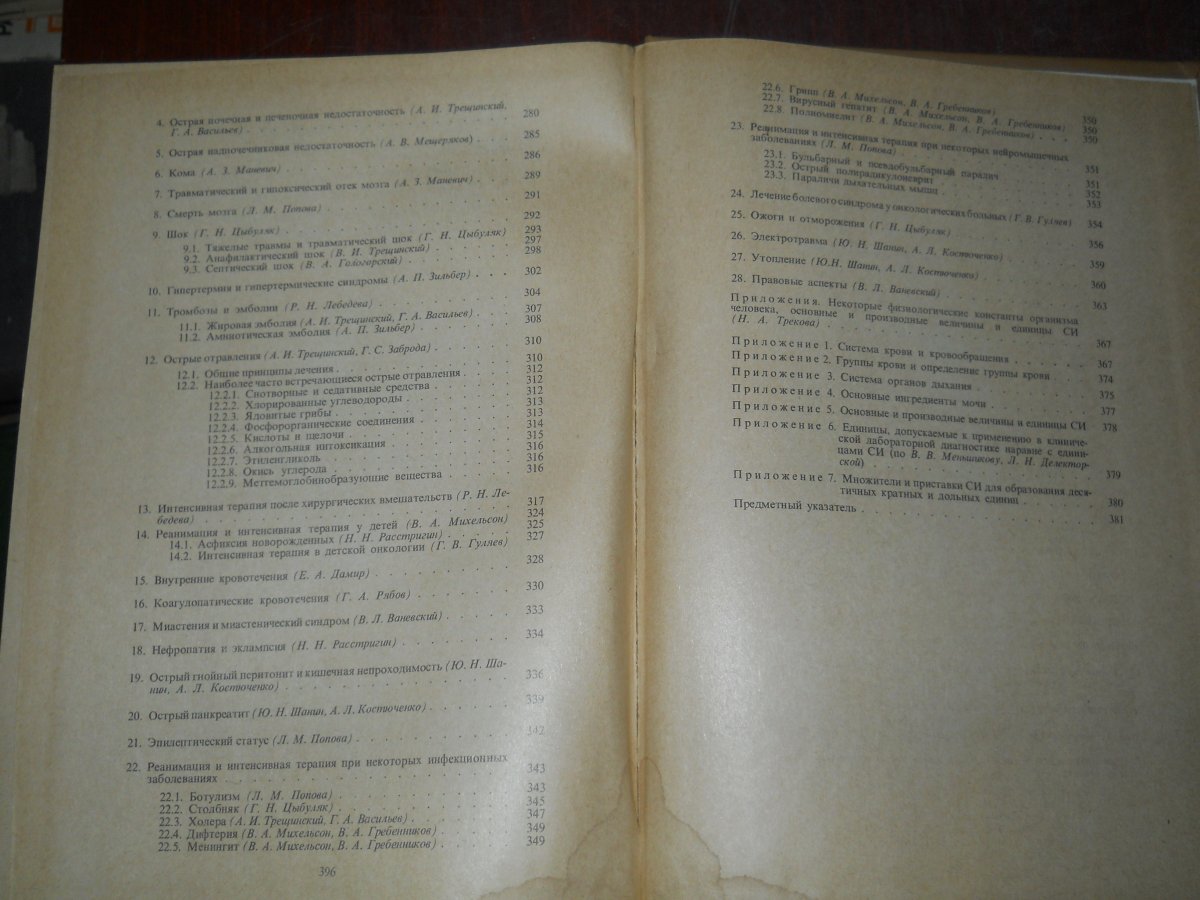 4. Острая почечная и печеночная недостаточность (А. И. Трещинский,
Г. А. Васильев) . . . 280
5. Острая надпочечниковая недостаточность (А. В. Мещеряков) . 285
6. Кома (А. З. Маневич) . . . 286
7. Травматический и гипоксический отек мозга (А. З. Маневич) . . . 289
8. Смерть мозга (Л. М. Попова) . . . 291
9. Шок (Г. Н. Цыбуляк) . . . 292
9.1. Тяжелые травмы и травматический шок (Г. Н. Цыбуляк) 293
9.2. Анафилактический шок (В. И. Трещинский) . . . 297
9.3. Септический шок (В. А. Гологорский) . . . 298
10. Гипертермия и гипертермические синдромы (А. П. Зильбер) . . . 302
11. Тромбозы и эмболии (Р. Н. Лебедева) . . . 304
11.1. Жировая эмболия (А. И. Трещинский, Г. А. Васильев) . . . 307
11.2. Амниотическая эмболия (А. П. Зильбер) . . . 308
12. Острые отравления (А. И. Трещинский, Г. С. Заброда) . . . 310
12.1. Общие принципы лечения . . . 310
12.2. Наиболее часто встречающиеся острые отравления . . . 312
12.2.1. Снотворные и седативные средства . . . 312
12.2.2. Хлорированные углеводороды . . . 312
12.2.3. Ядовитые грибы . . . 313
12.2.4. Фосфорорганические соединения . . . 313
12.2.5. Кислоты и щелочи . . . 314
12.2.6. Алкогольная интоксикация . . . 315
12.2.7. Этиленгликоль . . . 316
12.2.8. Окись углерода . . . 316
12.2.9. Метгемоглобинобразующие вещества . . . 316
13. Интенсивная терапия после хирургических вмешательств (Р. Н. Ле-
бедева) . . . 317
14. Реанимация и интенсивная терапия у детей (В. А. Михельсон) 324
14.1. Асфиксия новорожденных (Н. Н. Расстригин) . . . 325
14.2. Интенсивная терапия в детской онкологии (Г. В. Гуляев) 327
15. Внутренние кровотечения (Е. А. Дамир) . . . 328
16. Коагулопатические кровотечения (Г. А. Рябов) . . . 330
17. Миастения и миастенический синдром (В. Л. Ваневский) . . . 333
18. Нефропатия и эклампсия (Н. Н. Расстригин) . . . 334
19. Острый гнойный перитонит и кишечная непроходимость (Ю. Н. Ша-
нин, А. Л. Костюченко) . . . 336
20. Острый панкреатит (Ю. Н. Шанин, А. Л. Костюченко) . . . 339
21. Эпилептический статус (Л. М. Попова) . . . 342
22. Реанимация и интенсивная терапия при некоторых инфекционных
заболеваниях . . . 343
22.1. Ботулизм (Л. М. Попова) . . . 343
22.2. Столбняк (Г. Н. Цыбуляк) . . . 345
22.3. Холера (А. И. Трещинский, Г. А. Васильев) . . . 347
22.4. Дифтерия (В. А. Михельсон, В. А. Гребенников) . . . 349
22.5. Менингит (В. А. Михельсон, В. А. Гребенников) . . . 349
396
22.6. Грипп (В. А. Михельсон, В. А. Гребенников) . . . 350
22.7. Вирусный гепатит (В. А. Михельсон, В. А. Гребенников) 350
22.8. Полиомиелит (В. А. Михельсон, В. А. Гребенников) . . . 350
23. Реанимация и интенсивная терапия при некоторых нейромышечных
заболеваниях (Л. М. Попова) . . . 351
23.1. Бульбарный и псевдобульбарный паралич . . . 351
23.2. Острый полирадикулоневрит . . . 352
23.3. Параличи дыхательных мышц . . . 353
24. Лечение болевого синдрома у онкологических больных (Г. В. Гуляев) 354
25. Ожоги и отморожения (Г. Н. Цыбуляк) . . . 356
26. Электротравма (Ю. Н. Шанин, А. Л. Костюченко) . . . 359
27. Утопление (Ю.Н. Шанин, А. Л. Костюченко) . . . 360
28. Правовые аспекты (В. Л. Ваневский) . . . 363
Приложения. Некоторые физиологические константы организма
человека, основные и производные величины и единицы СИ
(Н. А. Трекова) . . . 367
Приложение 1. Система крови и кровообращения . . . 367
Приложение 2. Группы крови и определение группы крови 374
Приложение 3. Система органов дыхания . . . 375
Приложение 4. Основные ингредиенты мочи . . . 377
Приложение 5. Основные и производные величины и единицы СИ 378
Приложение 6. Единицы, допускаемые к применению в клиниче-
ской лабораторной диагностике наравне с едини-
цами СИ (по В. В. Меньшикову, Л. Н. Делектор-
ской) . . . 379
Приложение 7. Множители и приставки СИ для образования деся-
тичных кратных и дольных единиц . . . 380
Предметный указатель . . . 381